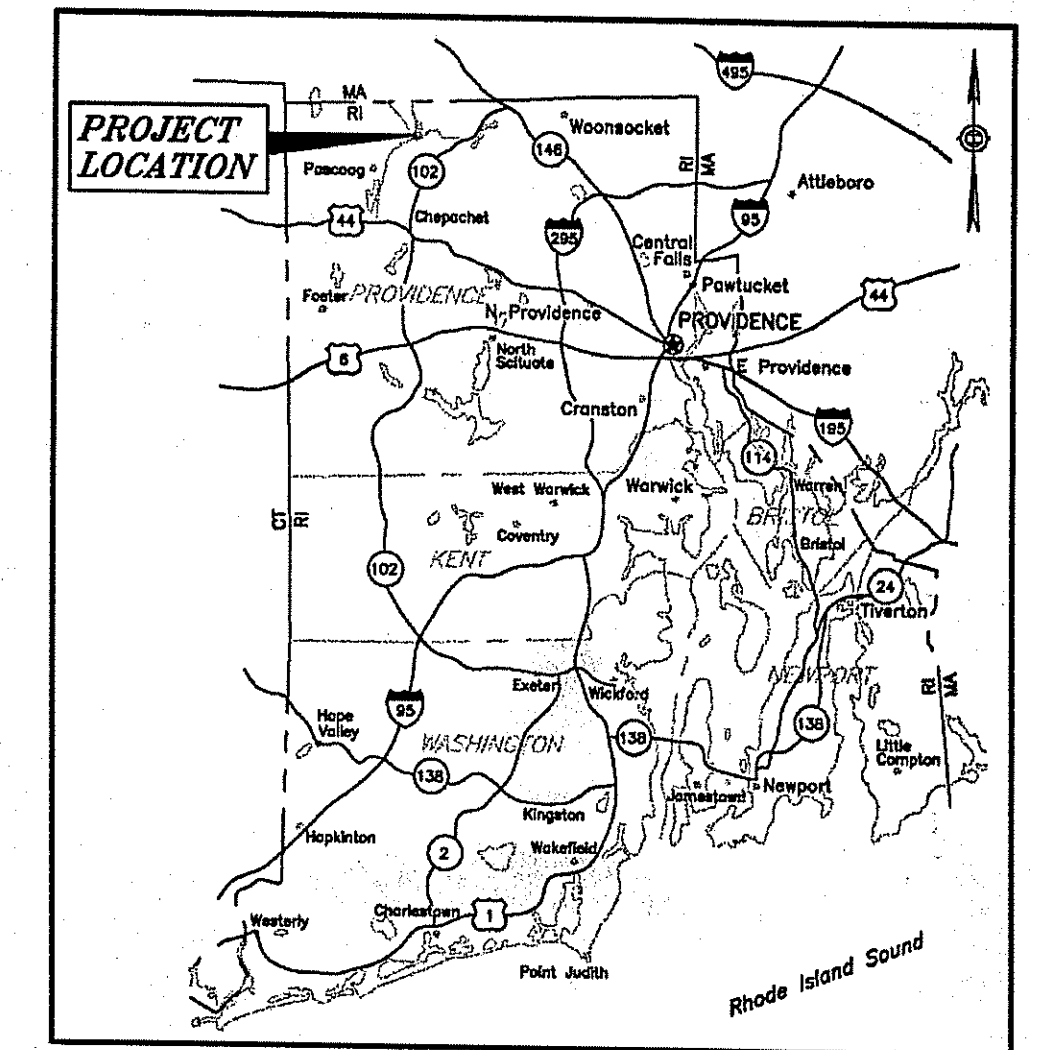 495
MA
RI
PROJECT
LOCATION
Woonsocket
146
RI
MA
102
Pascoag
Attleboro
44
Chepachet
95
295
Central
Falls
Pawtucket
44
Foster
PROVIDENCE
N. Providence
PROVIDENCE
6
North
Scituate
E Providence
Cranston
195
114
West Warwick
Warwick
Warren
BRISTOL
CT
RI
Coventry
Bristol
KENT
102
24
Tiverton
NEWPORT
RI
MA
Exeter
Wickford
95
Hope
Valley
138
138
WASHINGTON
Little
Compton
138
Jamestown
Newport
Kingston
Hopkinton
2
Wakefield
Charlestown
1
Westerly
Point Judith
Rhode Island Sound